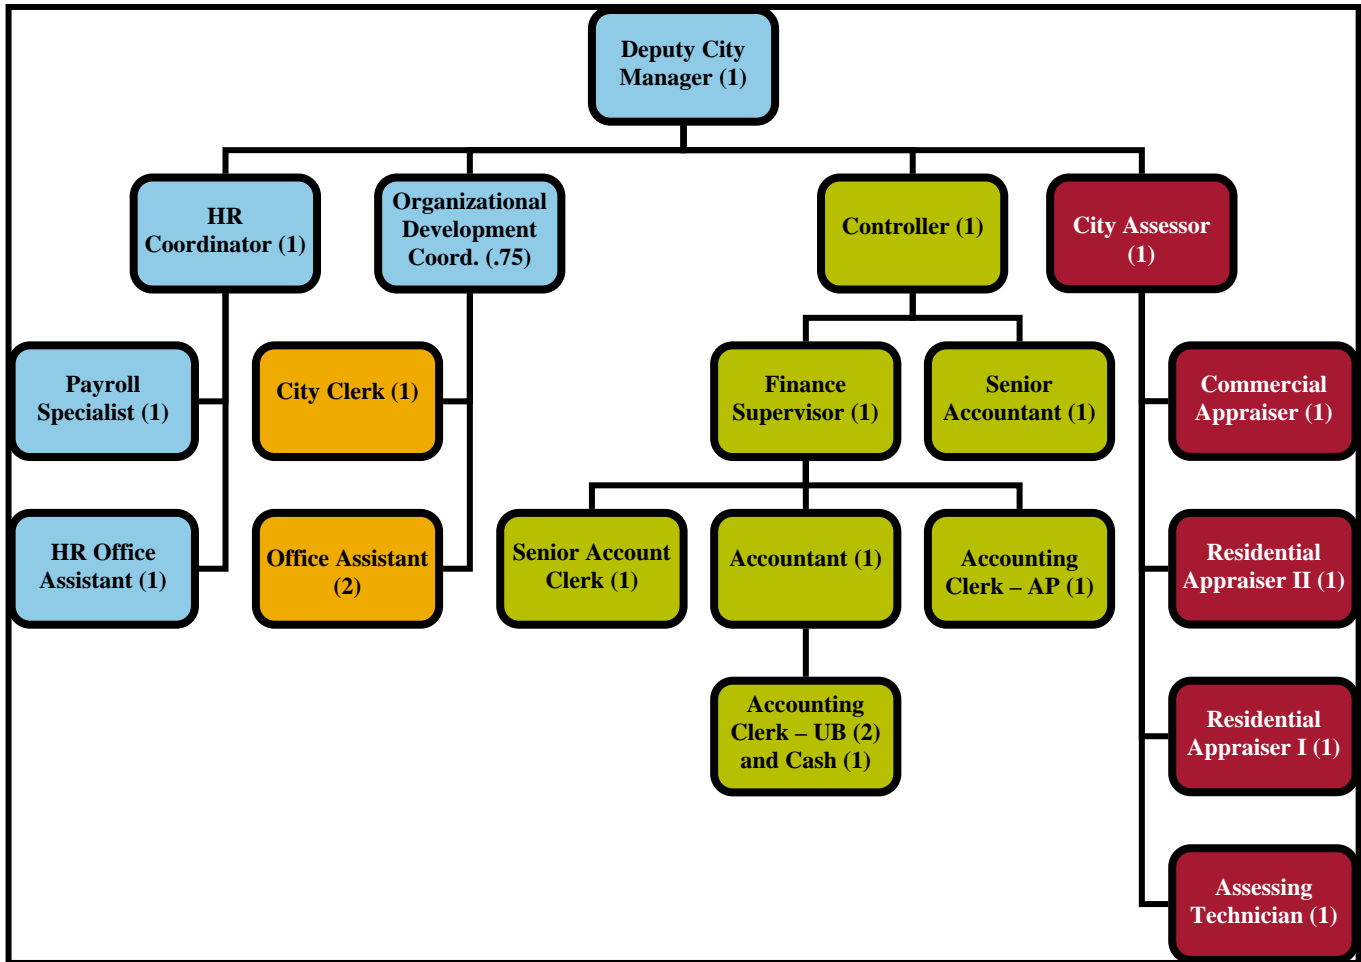 Deputy City
Manager (1)
HR
Coordinator (1)
Organizational
Development
Coord. (.75)
Controller (1)
City Assessor
(1)
Payroll
Specialist (1)
City Clerk (1)
Finance
Supervisor (1)
Senior
Accountant (1)
Commercial
Appraiser (1)
HR Office
Assistant (1)
Office Assistant
(2)
Senior Account
Clerk (1)
Accountant (1)
Accounting
Clerk – AP (1)
Residential
Appraiser II (1)
Accounting
Clerk – UB (2)
and Cash (1)
Residential
Appraiser I (1)
Assessing
Technician (1)